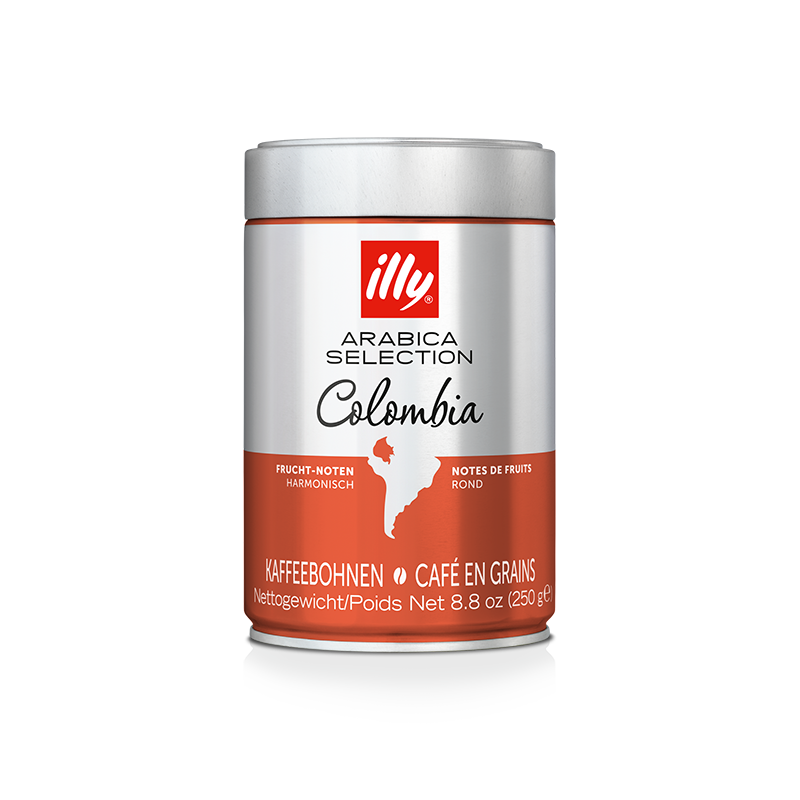 illy®
ARABICA
SELECTION
Colombia
FRUCHT-NOTEN
HARMONISCH
NOTES DE FRUITS
ROND
KAFFEEBOHNEN CAFÉ EN GRAINS
Nettogewicht/Poids Net 8.8 oz (250 g℮)